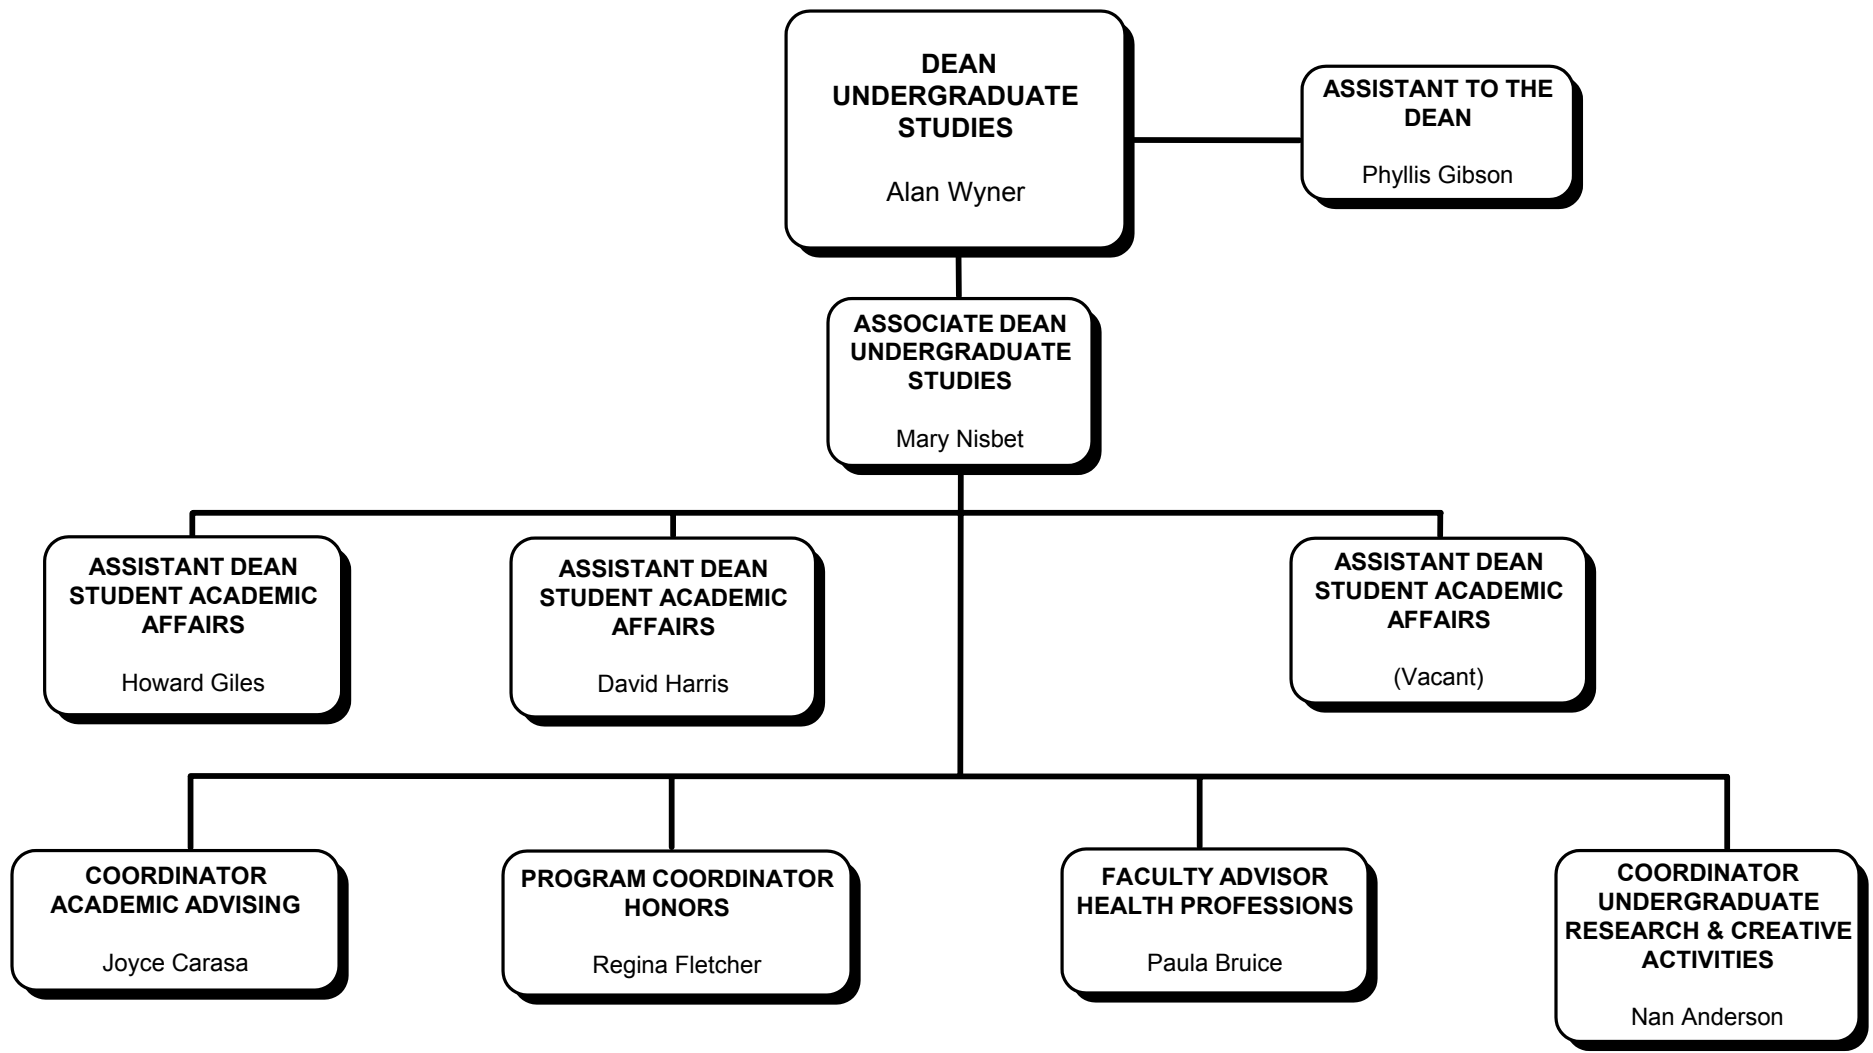 DEAN
UNDERGRADUATE
STUDIES
Alan Wyner
ASSISTANT TO THE
DEAN
Phyllis Gibson
ASSOCIATE DEAN
UNDERGRADUATE
STUDIES
Mary Nisbet
ASSISTANT DEAN
STUDENT ACADEMIC
AFFAIRS
Howard Giles
ASSISTANT DEAN
STUDENT ACADEMIC
AFFAIRS
David Harris
ASSISTANT DEAN
STUDENT ACADEMIC
AFFAIRS
(Vacant)
COORDINATOR
ACADEMIC ADVISING
Joyce Carasa
PROGRAM COORDINATOR
HONORS
Regina Fletcher
FACULTY ADVISOR
HEALTH PROFESSIONS
Paula Bruice
COORDINATOR
UNDERGRADUATE
RESEARCH & CREATIVE
ACTIVITIES
Nan Anderson